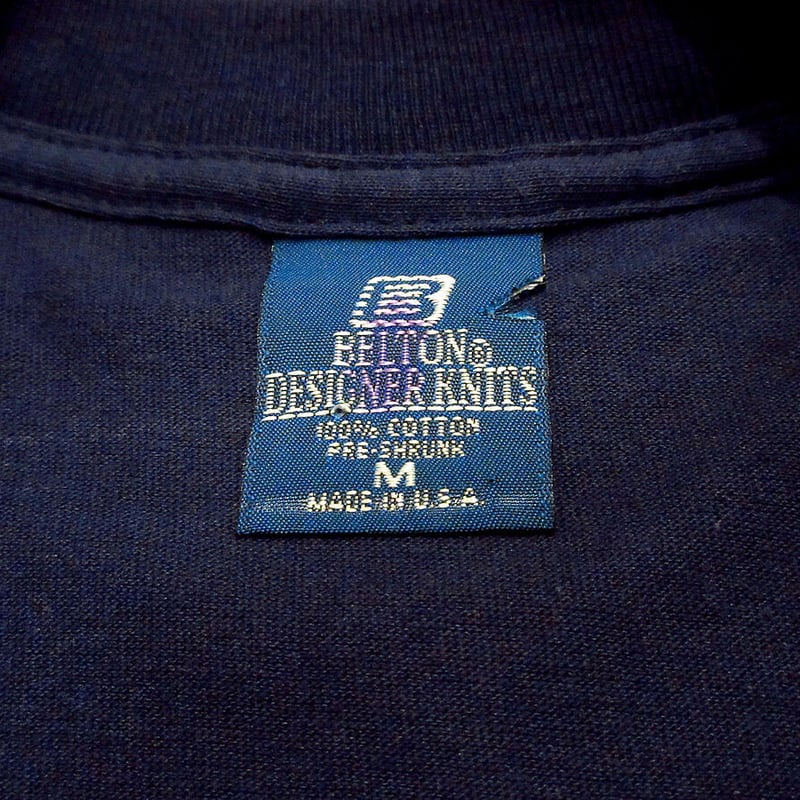 B
BELTON®
DESIGNER KNITS
100% COTTON
PRE-SHRUNK
M
MADE IN U.S.A.